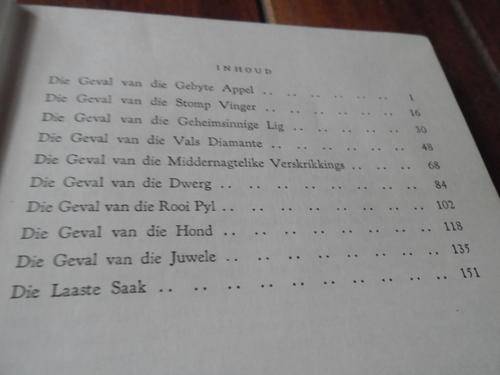 INHOUD
Die Geval van die Gebyte Appel .. .. .. .. .. .. 1
Die Geval van die Stomp Vinger .. .. .. .. .. .. 16
Die Geval van die Geheimsinnige Lig .. .. .. .. .. 30
Die Geval van die Vals Diamante .. .. .. .. .. .. 48
Die Geval van die Middernagtelike Verskrikkings .. .. .. 68
Die Geval van die Dwerg .. .. .. .. .. .. .. 84
Die Geval van die Rooi Pyl .. .. .. .. .. .. .. 102
Die Geval van die Hond .. .. .. .. .. .. .. 118
Die Geval van die Juwele .. .. .. .. .. .. .. 135
Die Laaste Saak .. .. .. .. .. .. .. .. .. 151